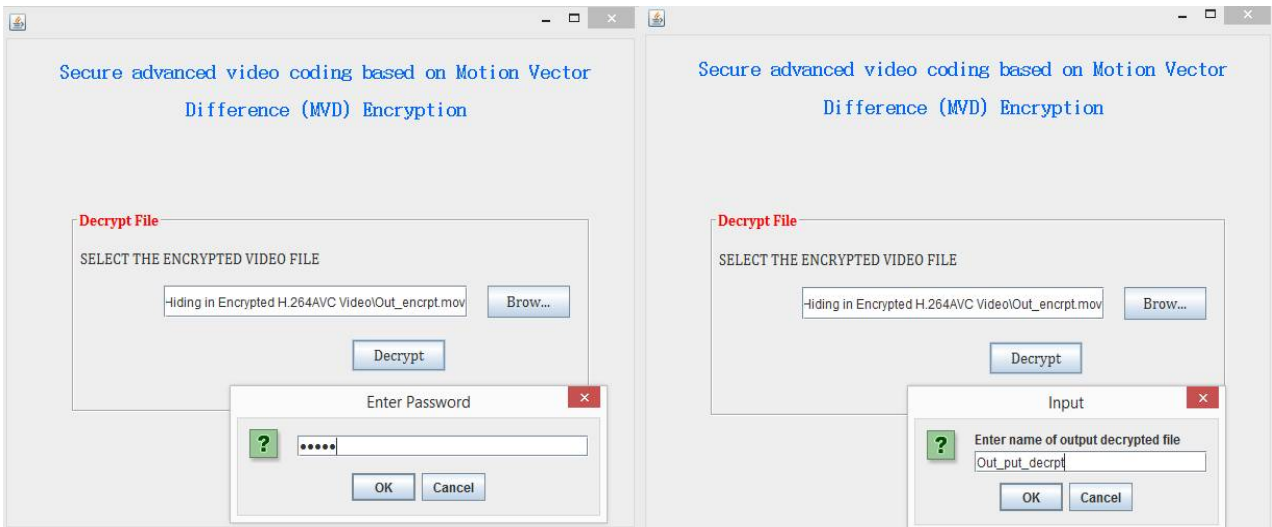 Secure advanced video coding based on Motion Vector
Difference (MVD) Encryption
Decrypt File
SELECT THE ENCRYPTED VIDEO FILE
Hiding in Encrypted H.264AVC Video\Out_encrpt.mov
Brow...
Decrypt
Enter Password
?
•••••
OK
Cancel
Secure advanced video coding based on Motion Vector
Difference (MVD) Encryption
Decrypt File
SELECT THE ENCRYPTED VIDEO FILE
Hiding in Encrypted H.264AVC Video\Out_encrpt.mov
Brow...
Decrypt
Input
?
Enter name of output decrypted file
Out_put_decrpt
OK
Cancel